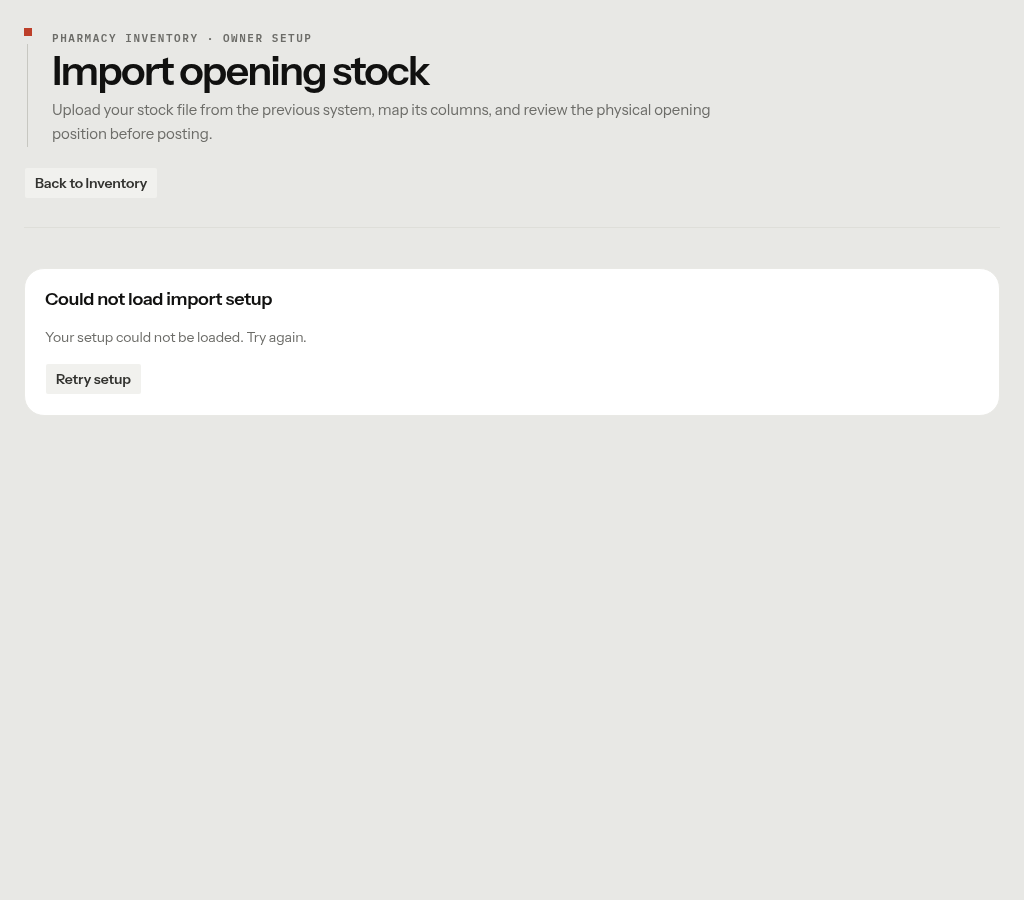 PHARMACY INVENTORY · OWNER SETUP
Import opening stock
Upload your stock file from the previous system, map its columns, and review the physical opening
position before posting.
Back to Inventory
Could not load import setup
Your setup could not be loaded. Try again.
Retry setup